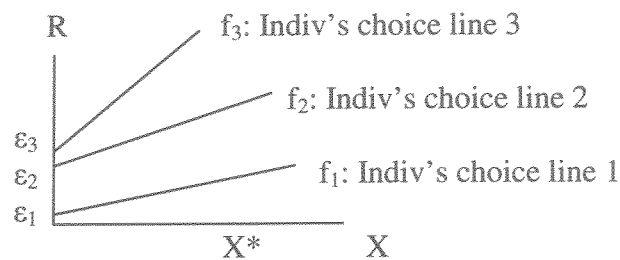 R
f₃: Indiv's choice line 3
f₂: Indiv's choice line 2
ε₃
ε₂
f₁: Indiv's choice line 1
ε₁
X* X